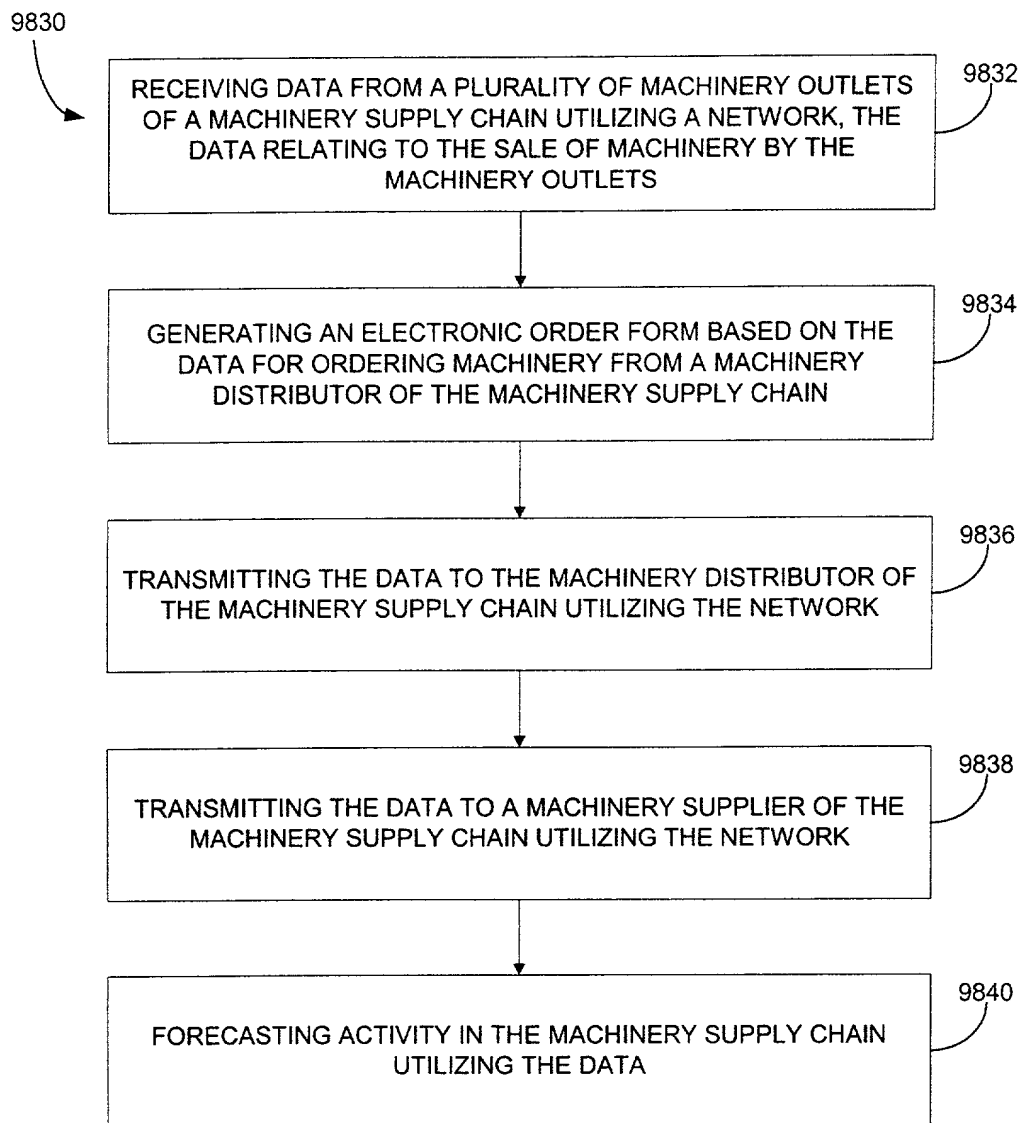 9830
RECEIVING DATA FROM A PLURALITY OF MACHINERY OUTLETS
OF A MACHINERY SUPPLY CHAIN UTILIZING A NETWORK, THE
DATA RELATING TO THE SALE OF MACHINERY BY THE
MACHINERY OUTLETS
9832
GENERATING AN ELECTRONIC ORDER FORM BASED ON THE
DATA FOR ORDERING MACHINERY FROM A MACHINERY
DISTRIBUTOR OF THE MACHINERY SUPPLY CHAIN
9834
TRANSMITTING THE DATA TO THE MACHINERY DISTRIBUTOR OF
THE MACHINERY SUPPLY CHAIN UTILIZING THE NETWORK
9836
TRANSMITTING THE DATA TO A MACHINERY SUPPLIER OF THE
MACHINERY SUPPLY CHAIN UTILIZING THE NETWORK
9838
FORECASTING ACTIVITY IN THE MACHINERY SUPPLY CHAIN
UTILIZING THE DATA
9840